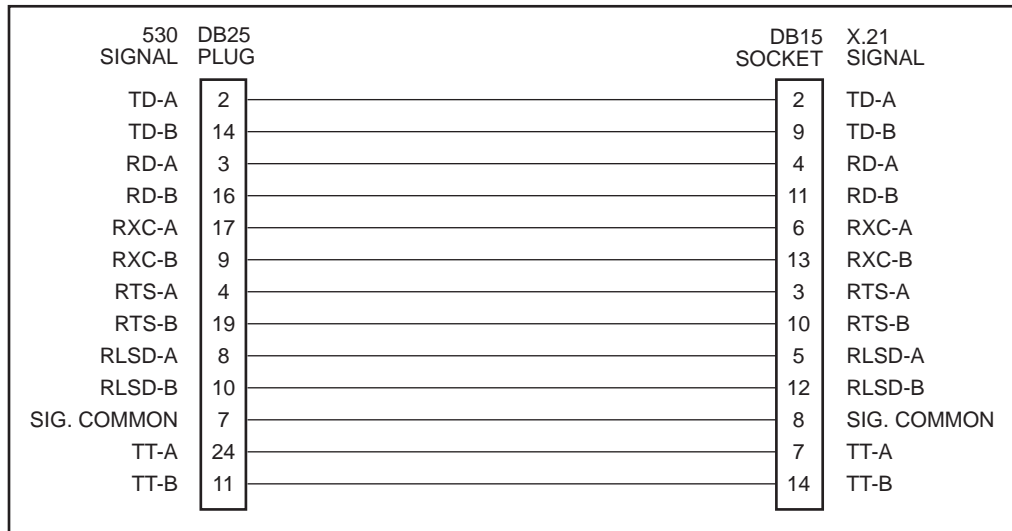 530 DB25 DB15 X.21
SIGNAL PLUG SOCKET SIGNAL
TD-A 2 2 TD-A
TD-B 14 9 TD-B
RD-A 3 4 RD-A
RD-B 16 11 RD-B
RXC-A 17 6 RXC-A
RXC-B 9 13 RXC-B
RTS-A 4 3 RTS-A
RTS-B 19 10 RTS-B
RLSD-A 8 5 RLSD-A
RLSD-B 10 12 RLSD-B
SIG. COMMON 7 8 SIG. COMMON
TT-A 24 7 TT-A
TT-B 11 14 TT-B